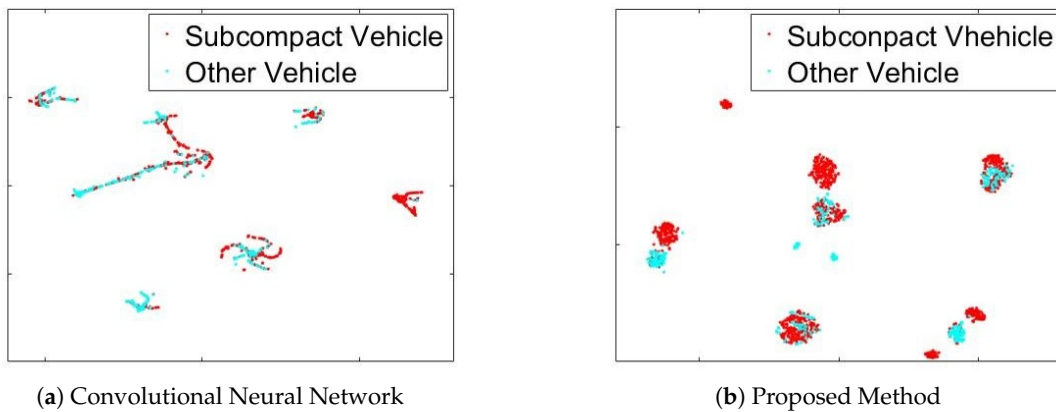 Subcompact Vehicle
Other Vehicle
Subconpact Vhehicle
Other Vehicle
(a) Convolutional Neural Network
(b) Proposed Method